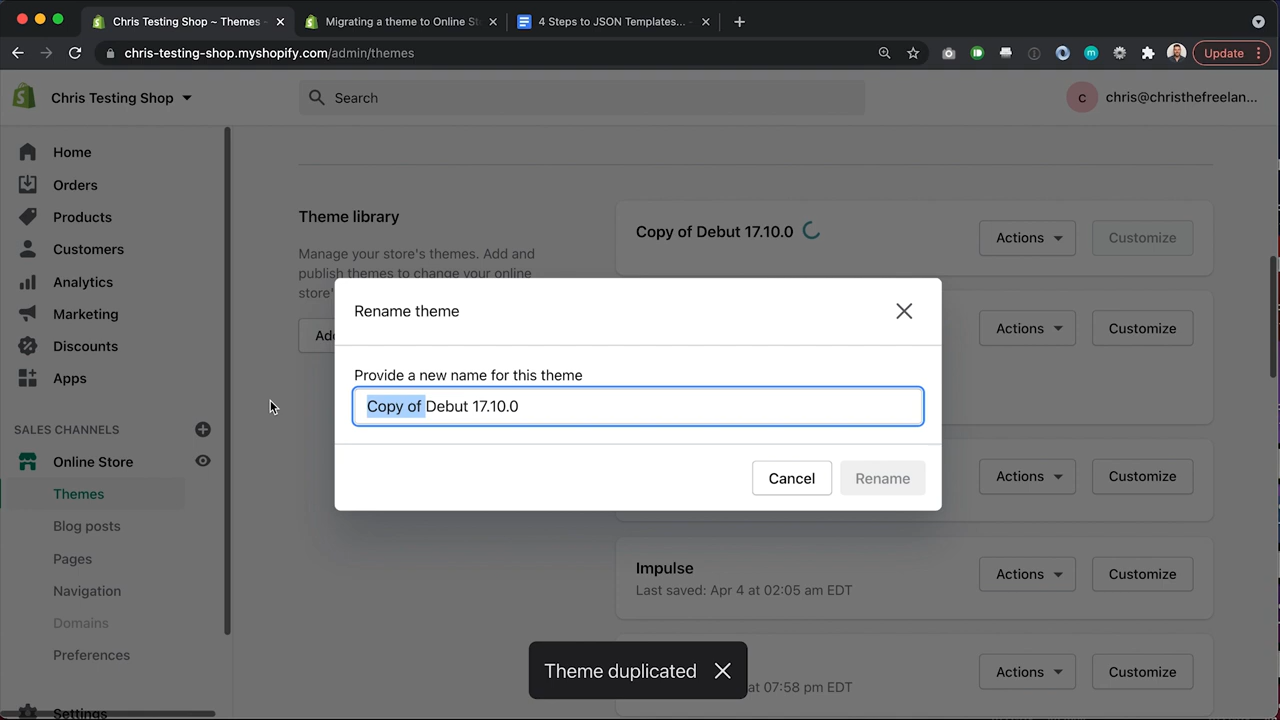 Chris Testing Shop ~ Themes -
Migrating a theme to Online St
4 Steps to JSON Templates... -
chris-testing-shop.myshopify.com/admin/themes
Update
Chris Testing Shop
Search
c
chris@christhefreelan...
Home
Orders
Products
Customers
Analytics
Marketing
Discounts
Apps
SALES CHANNELS
Online Store
Themes
Blog posts
Pages
Navigation
Domains
Preferences
Settings
Theme library
Manage your store's themes. Add and
publish themes to change your online
store'
Copy of Debut 17.10.0
Actions
Customize
Actions
Customize
Rename theme
Provide a new name for this theme
Copy of Debut 17.10.0
Cancel
Rename
Actions
Customize
Impulse
Last saved: Apr 4 at 02:05 am EDT
Actions
Customize
Theme duplicated
at 07:58 pm EDT
Actions
Customize